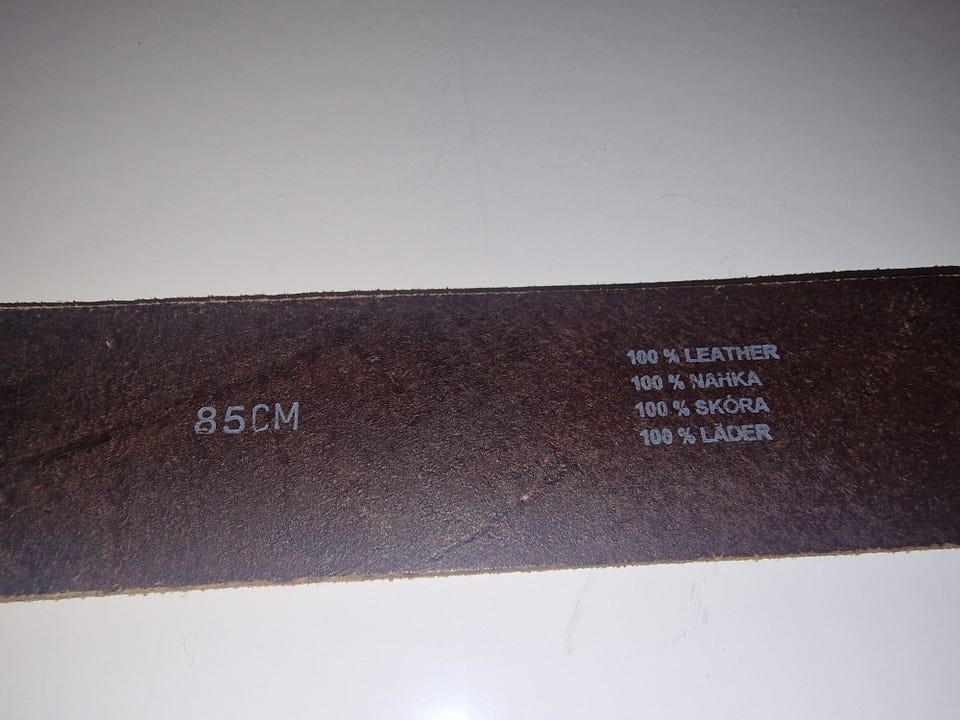 85CM
100 % LEATHER
100 % NAHKA
100 % SKÓRA
100 % LÄDER